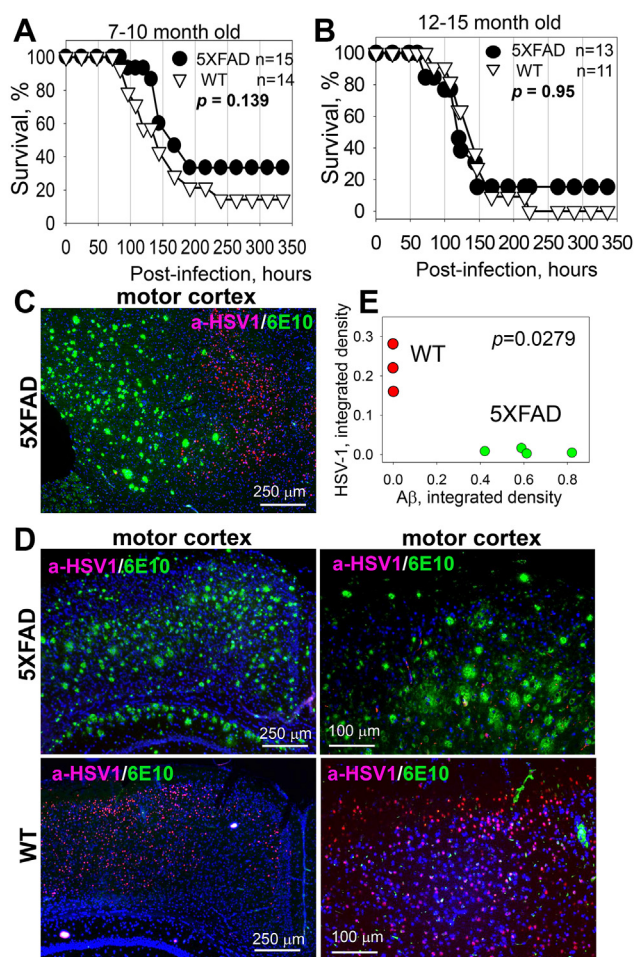 A
7-10 month old
5XFAD n=15
WT n=14
p = 0.139
Survival, %
100
80
60
40
20
0
0 50 100 150 200 250 300 350
Post-infection, hours
B
12-15 month old
5XFAD n=13
WT n=11
p = 0.95
Survival, %
100
80
60
40
20
0
0 50 100 150 200 250 300 350
Post-infection, hours
C
motor cortex
a-HSV1/6E10
5XFAD
250 μm
E
p=0.0279
WT
5XFAD
HSV-1, integrated density
0.3
0.2
0.1
0.0
0.0 0.2 0.4 0.6 0.8
Aβ, integrated density
D
motor cortex
motor cortex
5XFAD
a-HSV1/6E10
250 μm
a-HSV1/6E10
100 μm
WT
a-HSV1/6E10
250 μm
a-HSV1/6E10
100 μm